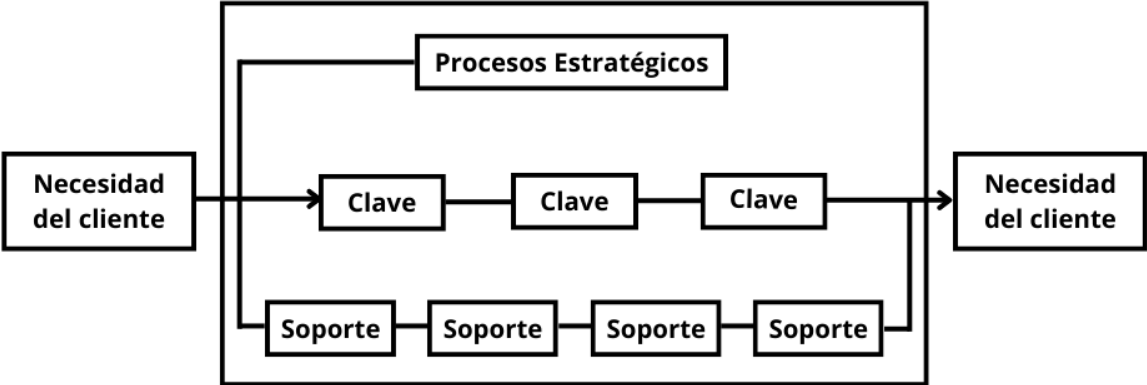 Procesos Estratégicos
Necesidad
del cliente
Clave
Clave
Clave
Necesidad
del cliente
Soporte
Soporte
Soporte
Soporte